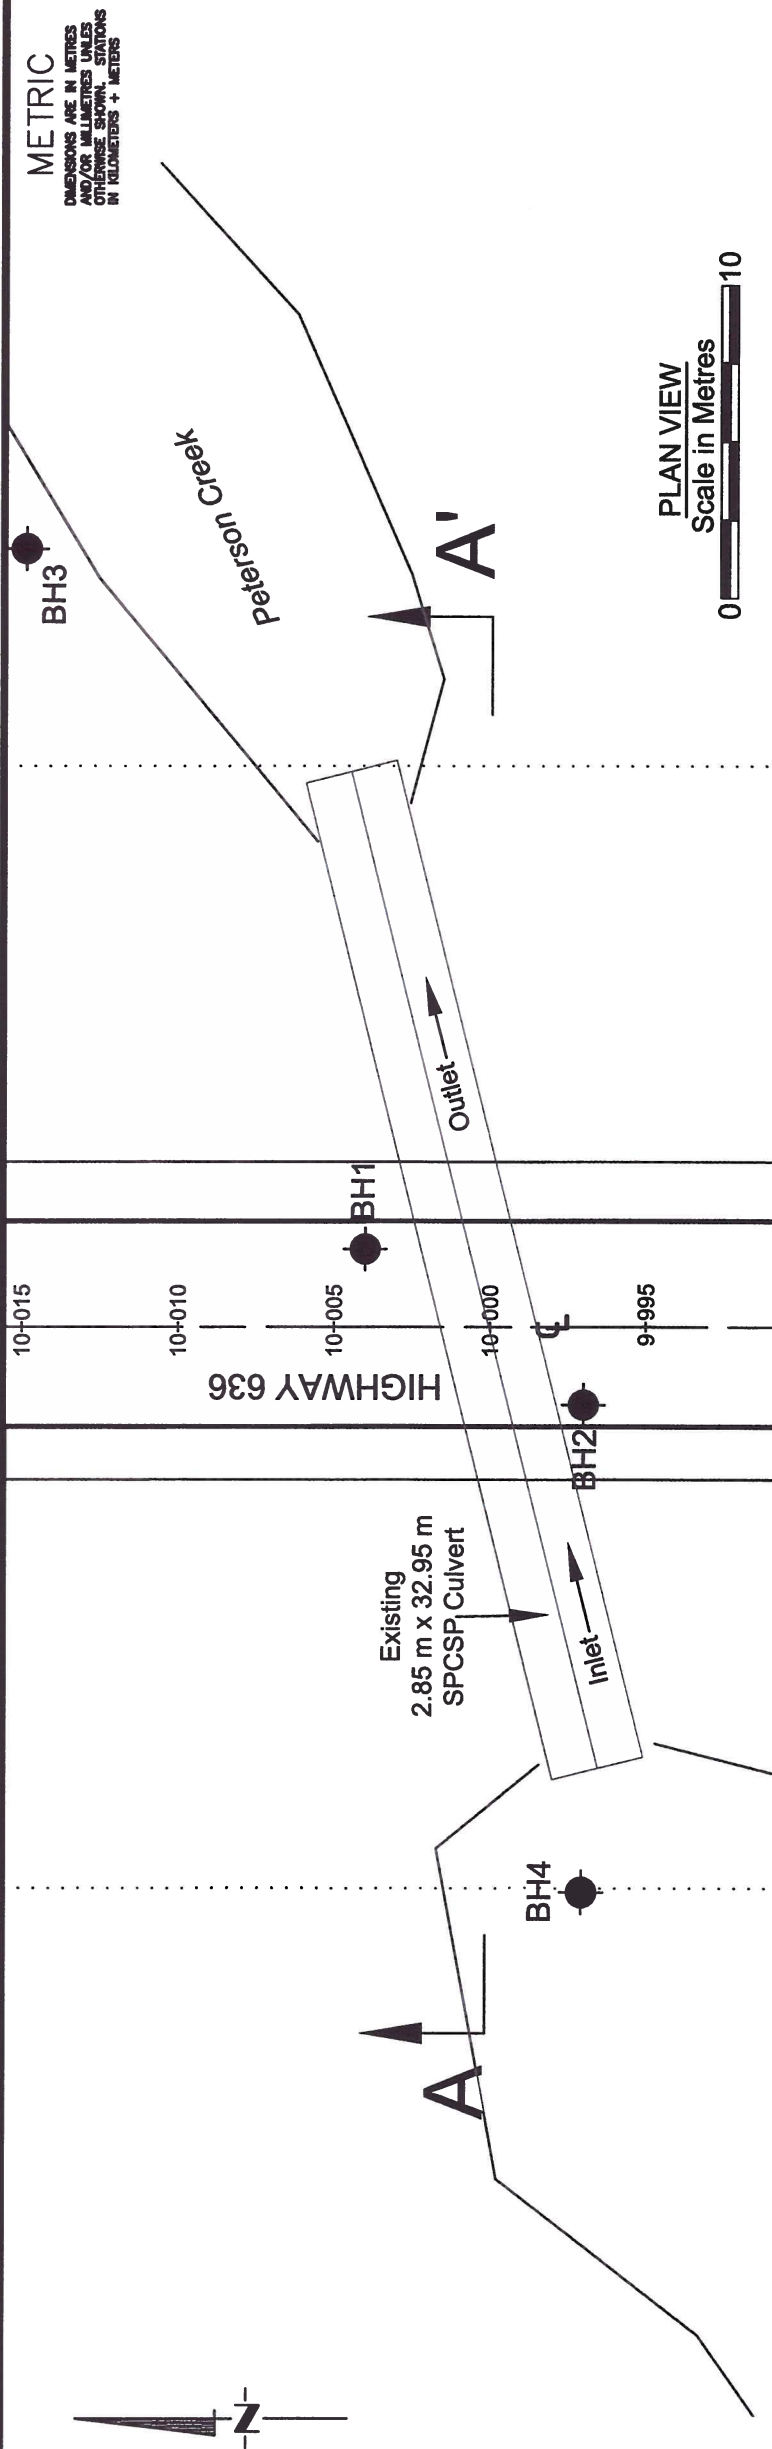 METRIC
DIMENSIONS ARE IN METRES
AND/OR MILLIMETRES UNLES
OTHERWISE SHOWN. STATIONS
IN KILOMETERS + METERS
Peterson Creek
BH3
A'
PLAN VIEW
Scale in Metres
0 10
Outlet
BH1
10-015
10-010
10-005
10-000
9-995
CL
HIGHWAY 636
BH2
Existing
2.85 m x 32.95 m
SPCSP Culvert
Inlet
BH4
A
N